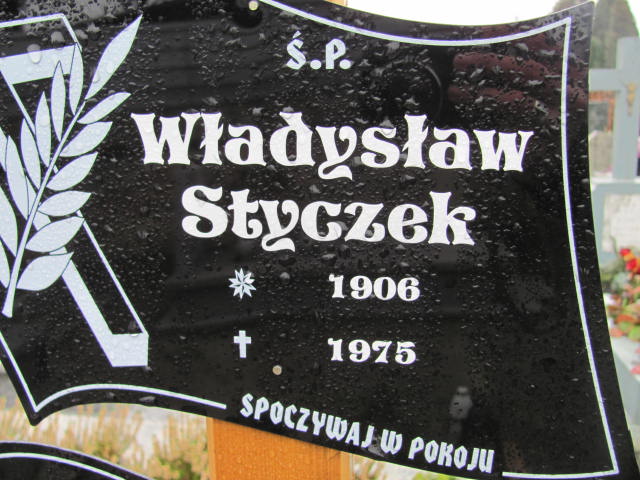 Ś.P.
Władysław
Styczek
1906
1975
SPOCZYWAJ W POKOJU